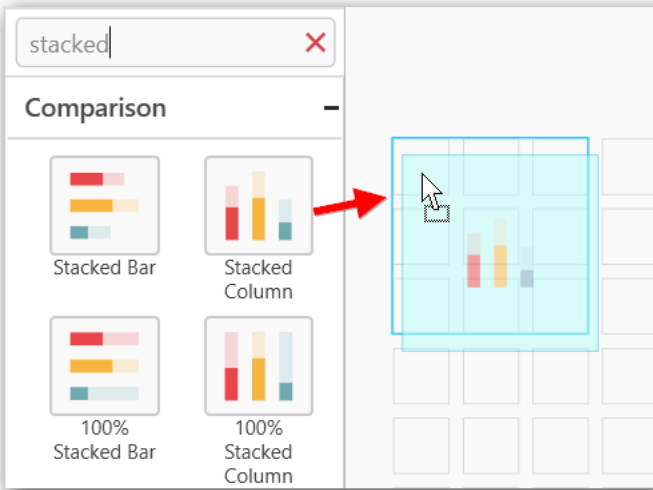 stacked
Comparison
Stacked Bar
Stacked
Column
100%
Stacked Bar
100%
Stacked
Column